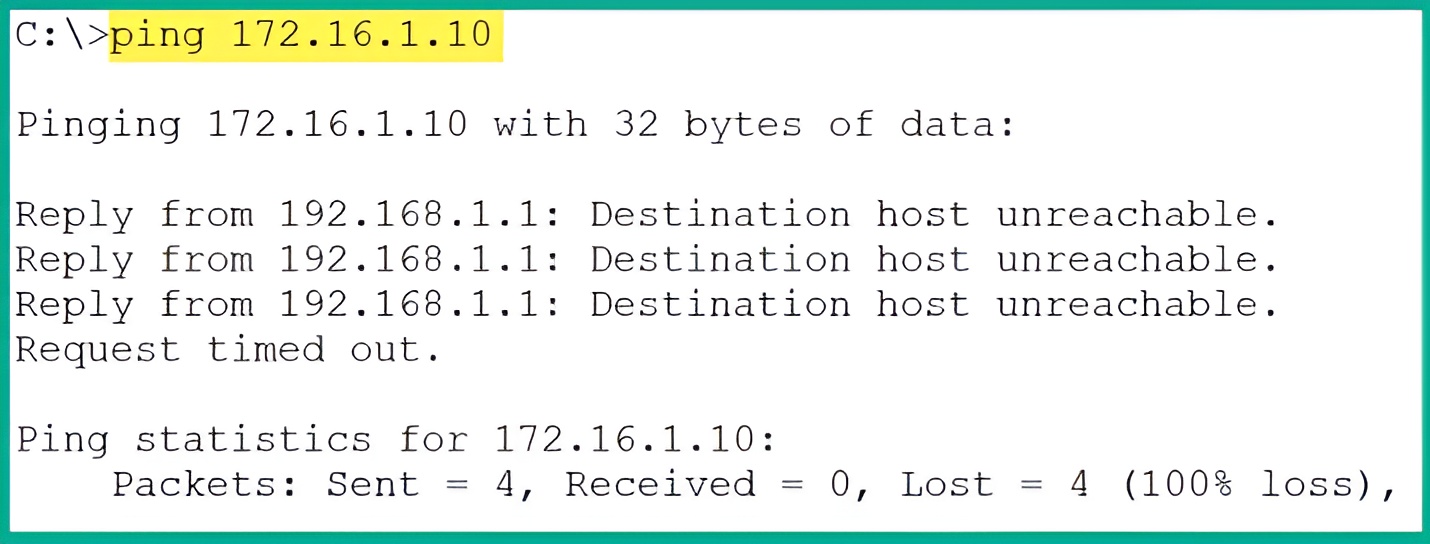 C:\>ping 172.16.1.10
Pinging 172.16.1.10 with 32 bytes of data:
Reply from 192.168.1.1: Destination host unreachable.
Reply from 192.168.1.1: Destination host unreachable.
Reply from 192.168.1.1: Destination host unreachable.
Request timed out.
Ping statistics for 172.16.1.10:
    Packets: Sent = 4, Received = 0, Lost = 4 (100% loss),